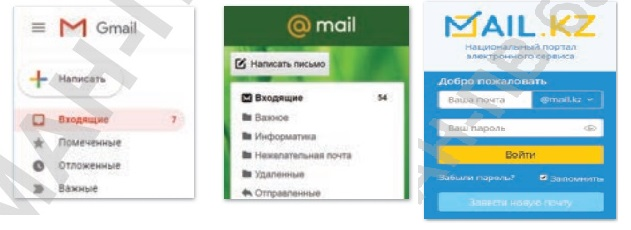 Gmail
Написать
Входящие 7
Помеченные
Отложенные
Важные
@ mail
Написать письмо
Входящие 54
Важное
Информатика
Нежелательная почта
Удаленные
Отправленные
MAIL.KZ
Национальный портал
электронного сервиса
Добро пожаловать
Ваша почта @mail.kz
Ваш пароль
Войти
Забыли пароль? Запомнить
Завести новую почту